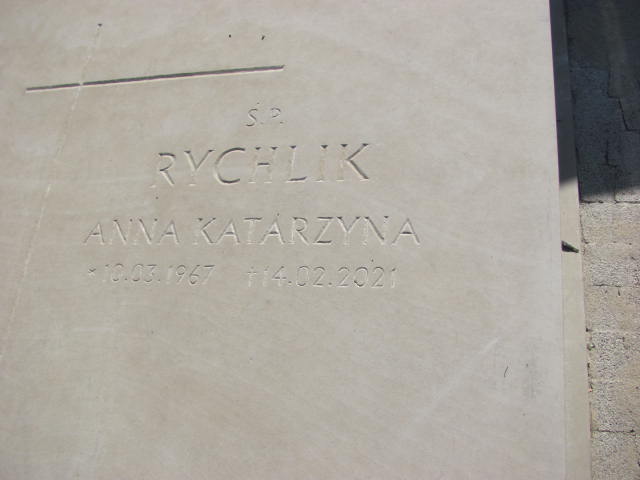 Ś.P.
RYCHLIK
ANNA KATARZYNA
*10.03.1967 †14.02.2021